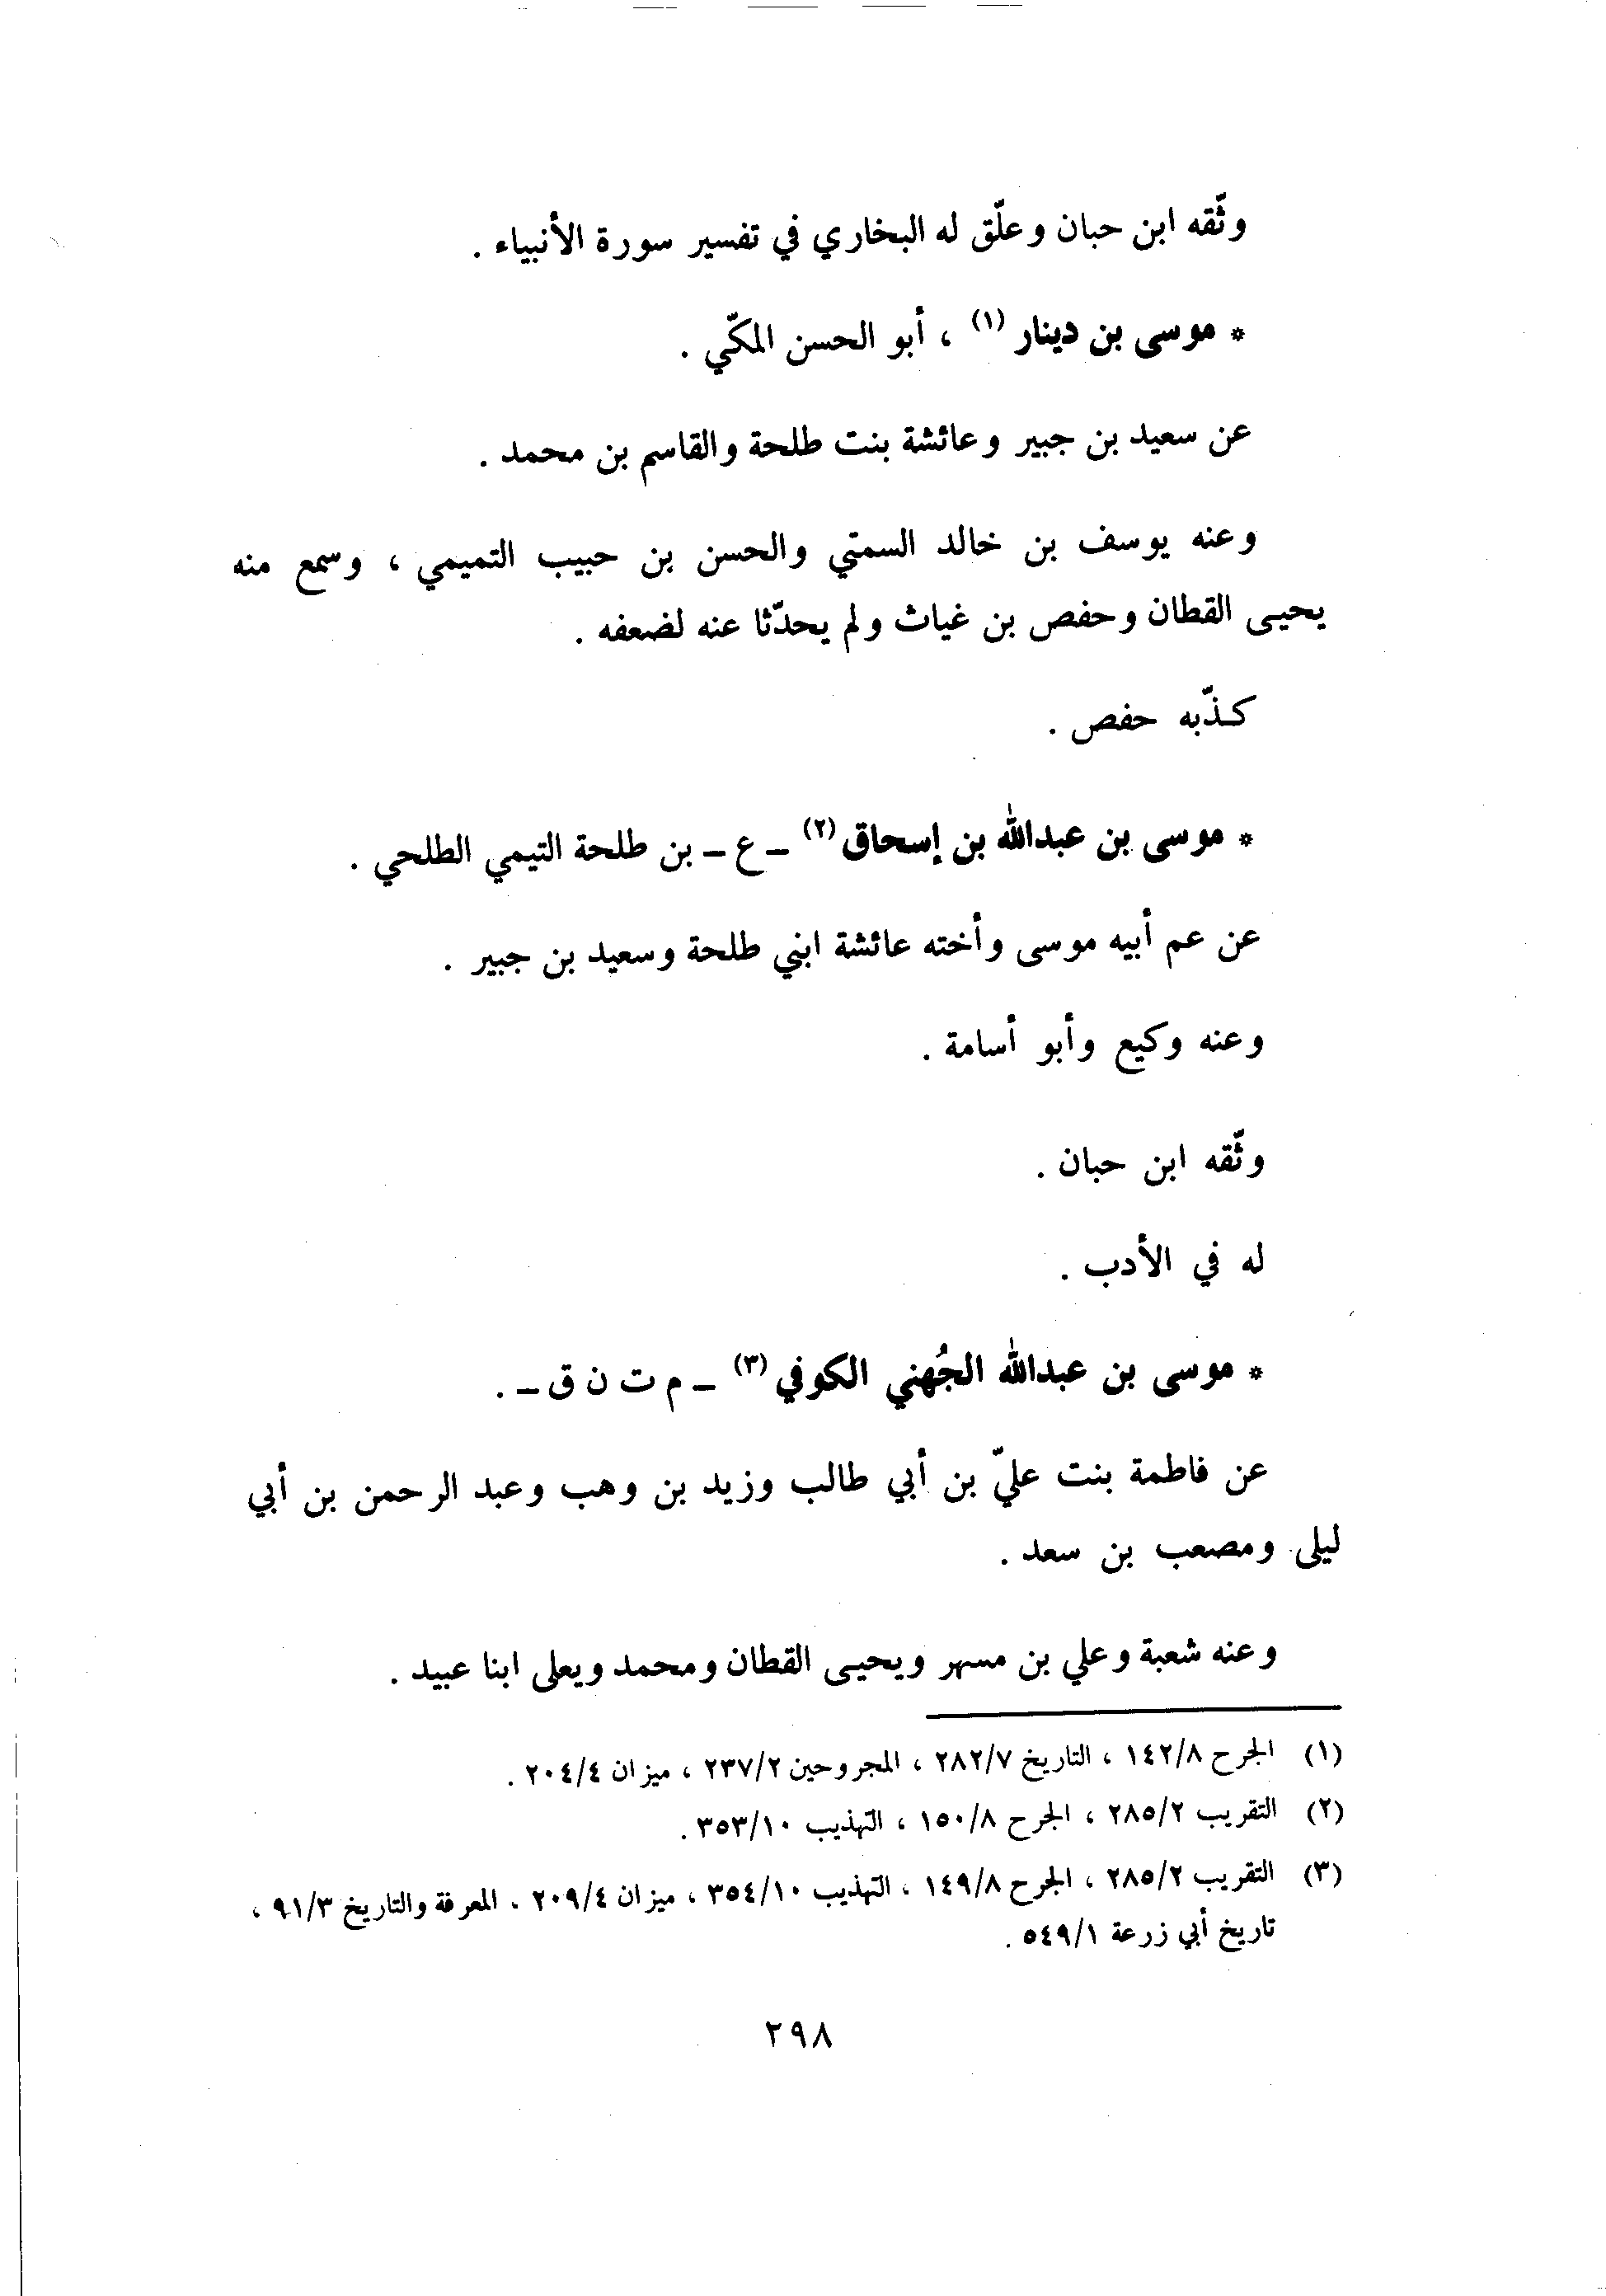 وثّقه ابن حبان وعلّق له البخاري في تفسير سورة الأنبياء .
* موسى بن دينار (١) ، أبو الحسن المكّي .
عن سعيد بن جبير وعائشة بنت طلحة والقاسم بن محمد .
وعنه يوسف بن خالد السمتي والحسن بن حبيب التميمي ، وسمع منه
يحيـى القطان وحفص بن غياث ولم يحدّثا عنه لضعفه .
كـذّبه حفص .
* موسى بن عبدالله بن إسحاق (٢) ــ ع ــ بن طلحة التيمي الطلحي .
عن عم أبيه موسى وأخته عائشة ابني طلحة وسعيد بن جبير .
وعنه وكيع وأبو أسامة .
وثّقه ابن حبان .
له في الأدب .
* موسى بن عبدالله الجُهني الكوفي (٣) ــ م ت ن ق ــ .
عن فاطمة بنت عليّ بن أبي طالب وزيد بن وهب وعبد الرحمن بن أبي
ليلى ومصعب بن سعد .
وعنه شعبة وعلي بن مسهر ويحيـى القطان ومحمد ويعلى ابنا عبيد .
(١) الجرح ١٤٢/٨ ، التاريخ ٢٨٢/٧ ، المجروحين ٢٣٧/٢ ، ميزان ٢٠٤/٤ .
(٢) التقريب ٢٨٥/٢ ، الجرح ١٥٠/٨ ، التهذيب ٣٥٣/١٠ .
(٣) التقريب ٢٨٥/٢ ، الجرح ١٤٩/٨ ، التهذيب ٣٥٤/١٠ ، ميزان ٢٠٩/٤ ، المعرفة والتاريخ ٩١/٣ ،
تاريخ أبي زرعة ٥٤٩/١ .
٢٩٨